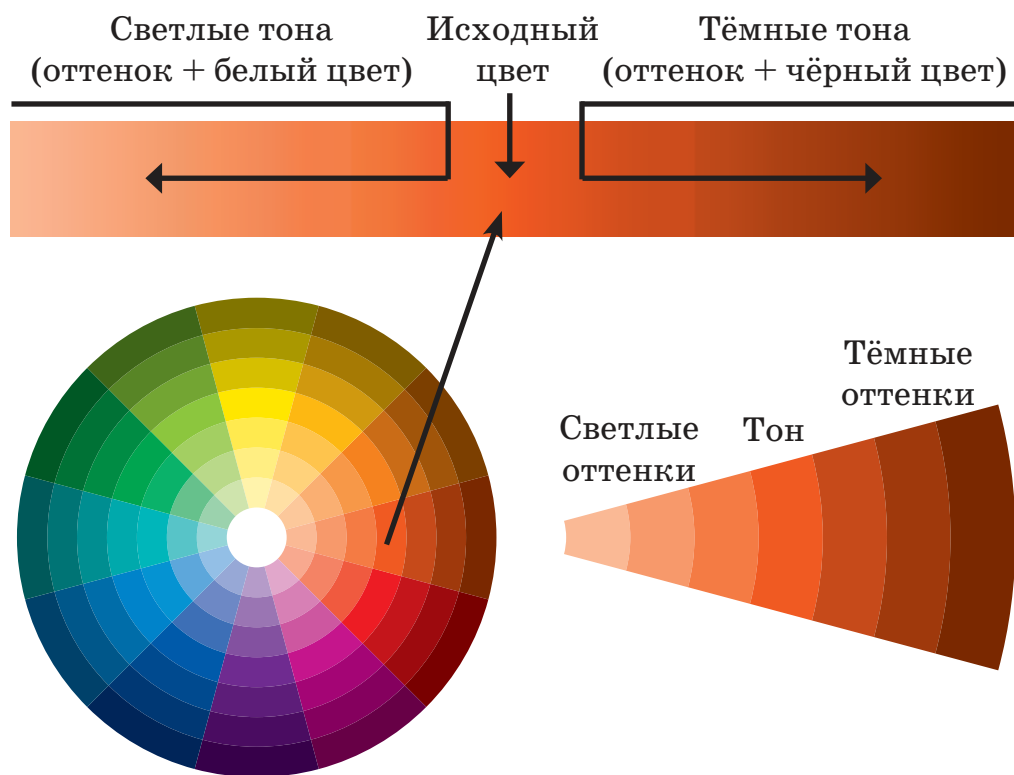 Светлые тона
(оттенок + белый цвет)
Исходный
цвет
Тёмные тона
(оттенок + чёрный цвет)
Светлые
оттенки
Тон
Тёмные
оттенки